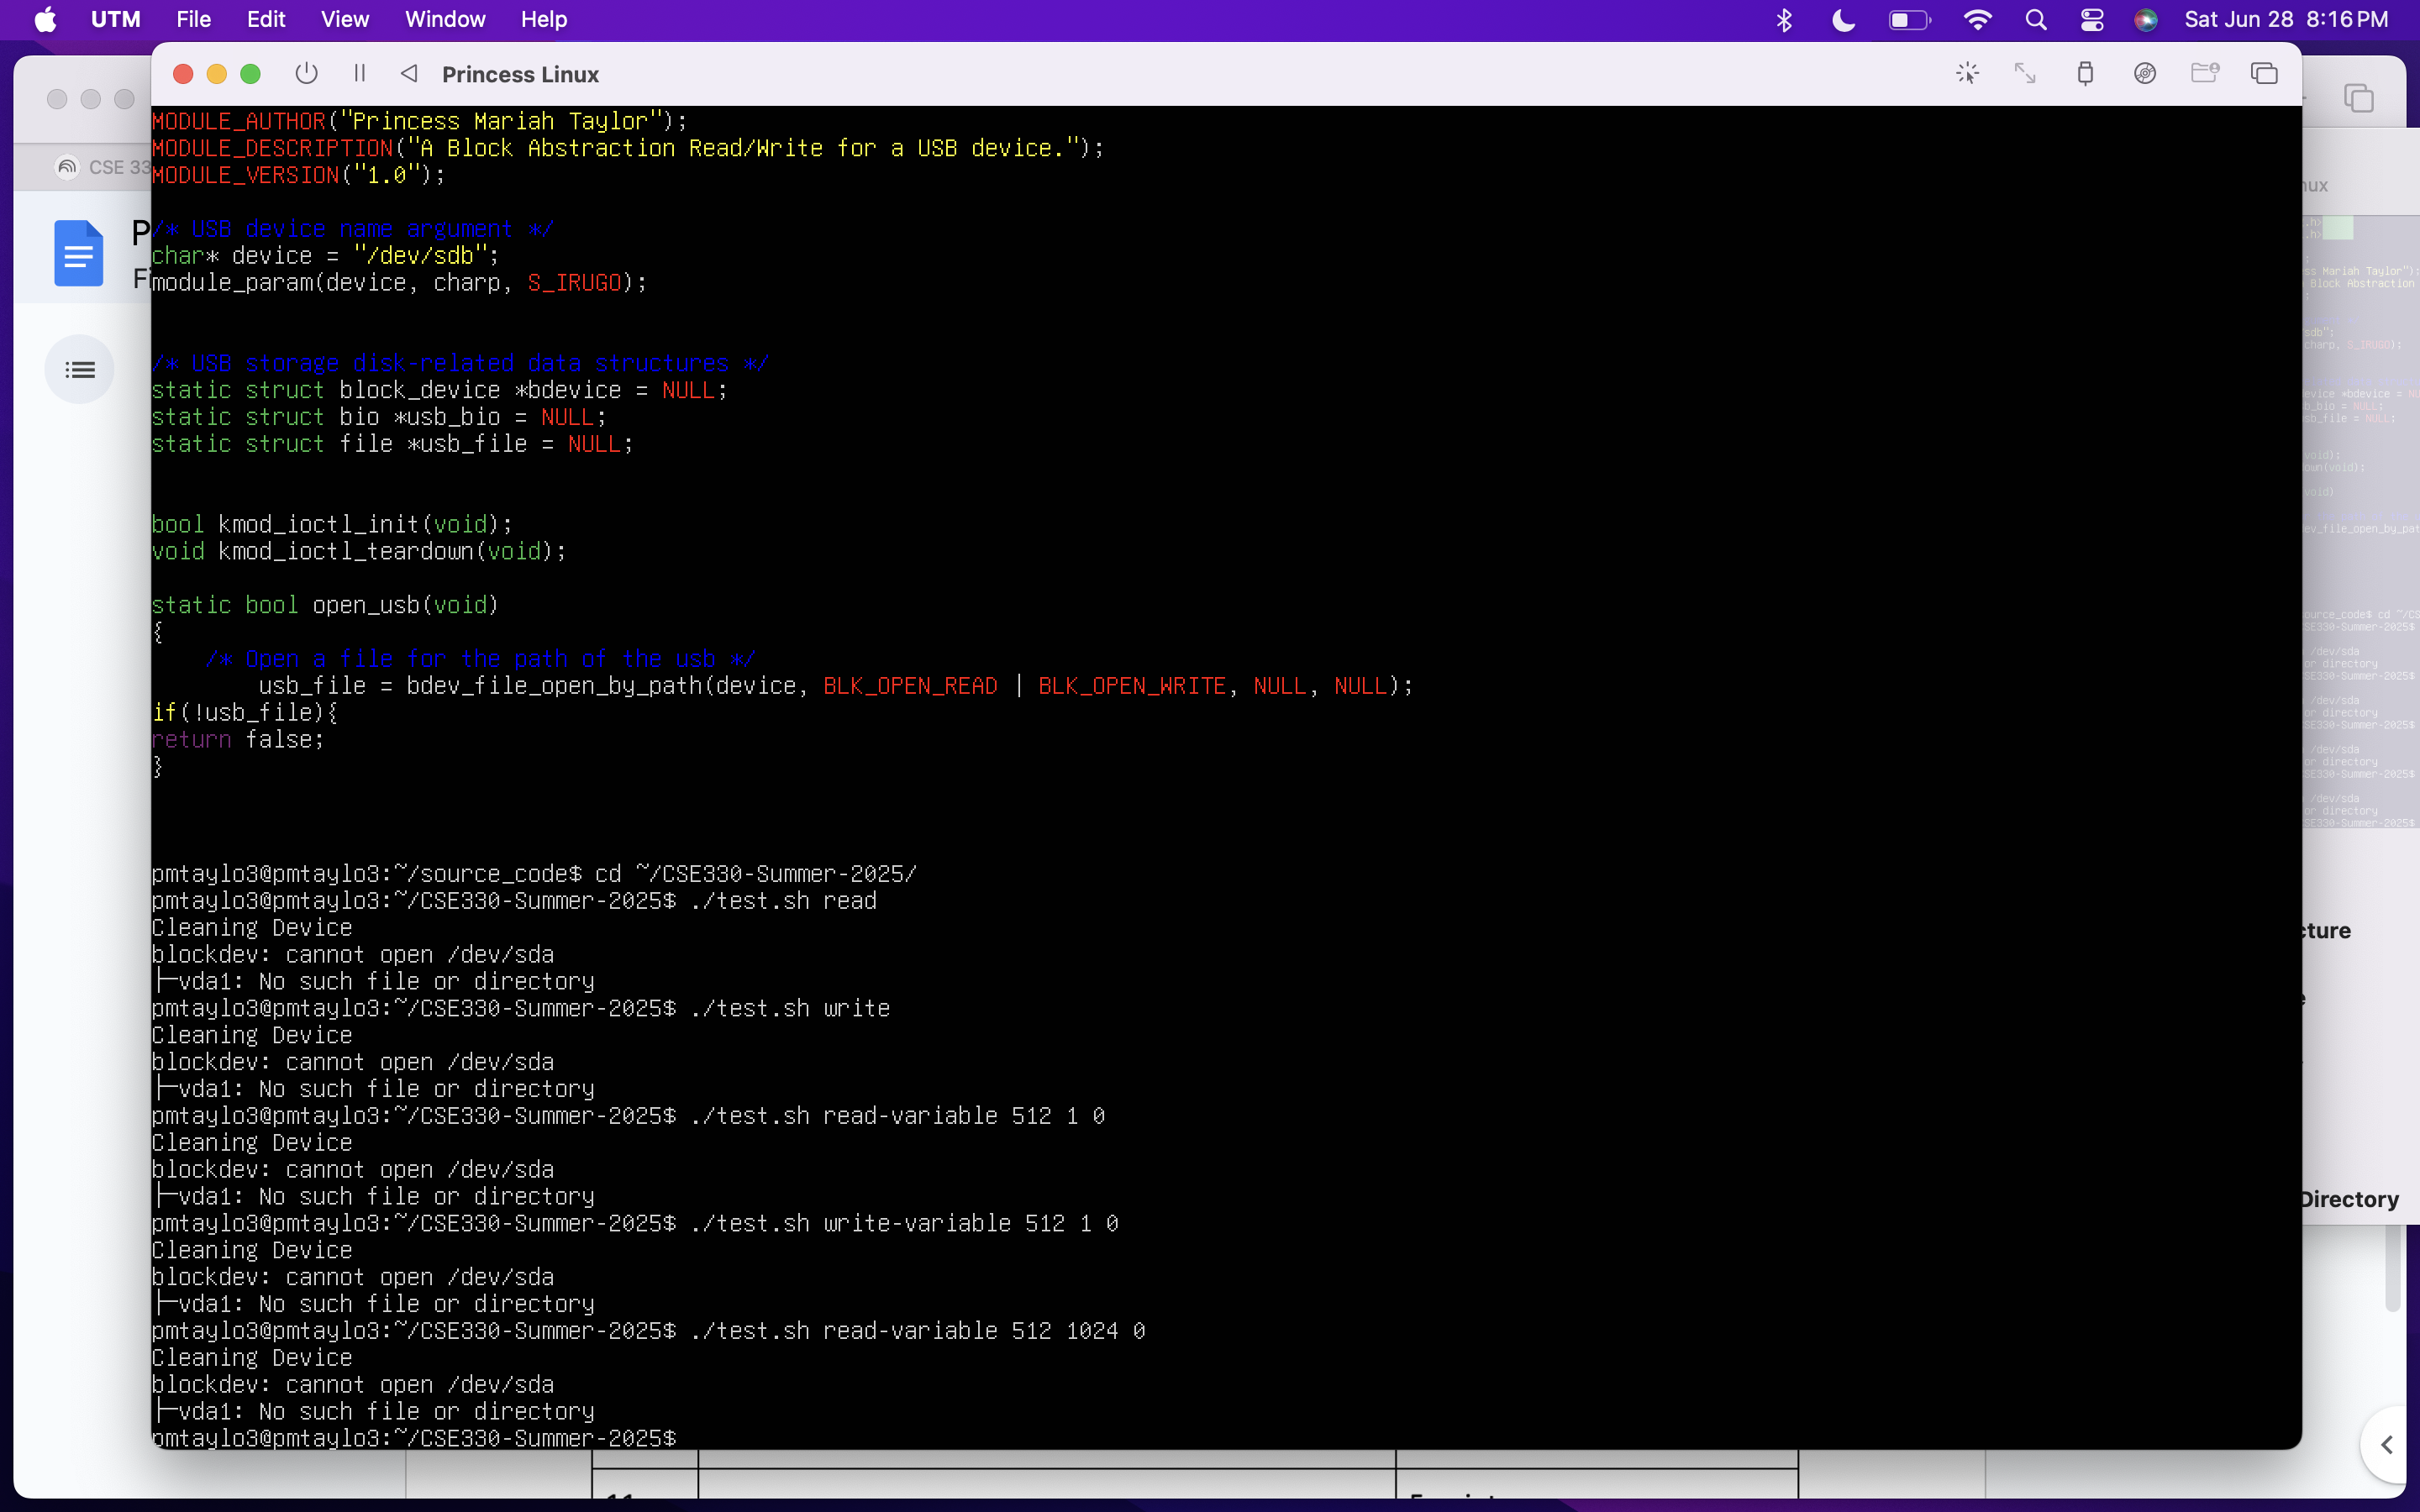 UTM File Edit View Window Help Sat Jun 28 8:16 PM
Princess Linux
MODULE_AUTHOR("Princess Mariah Taylor");
MODULE_DESCRIPTION("A Block Abstraction Read/Write for a USB device.");
MODULE_VERSION("1.0");
CSE 33
/* USB device name argument */
char* device = "/dev/sdb";
module_param(device, charp, S_IRUGO);
/* USB storage disk-related data structures */
static struct block_device *bdevice = NULL;
static struct bio *usb_bio = NULL;
static struct file *usb_file = NULL;
bool kmod_ioctl_init(void);
void kmod_ioctl_teardown(void);
static bool open_usb(void)
{
/* Open a file for the path of the usb */
usb_file = bdev_file_open_by_path(device, BLK_OPEN_READ | BLK_OPEN_WRITE, NULL, NULL);
if(!usb_file){
return false;
}
pmtaylo3@pmtaylo3:~/source_code$ cd ~/CSE330-Summer-2025/
pmtaylo3@pmtaylo3:~/CSE330-Summer-2025$ ./test.sh read
Cleaning Device
blockdev: cannot open /dev/sda
├─vda1: No such file or directory
pmtaylo3@pmtaylo3:~/CSE330-Summer-2025$ ./test.sh write
Cleaning Device
blockdev: cannot open /dev/sda
├─vda1: No such file or directory
pmtaylo3@pmtaylo3:~/CSE330-Summer-2025$ ./test.sh read-variable 512 1 0
Cleaning Device
blockdev: cannot open /dev/sda
├─vda1: No such file or directory
pmtaylo3@pmtaylo3:~/CSE330-Summer-2025$ ./test.sh write-variable 512 1 0
Cleaning Device
blockdev: cannot open /dev/sda
├─vda1: No such file or directory
pmtaylo3@pmtaylo3:~/CSE330-Summer-2025$ ./test.sh read-variable 512 1024 0
Cleaning Device
blockdev: cannot open /dev/sda
├─vda1: No such file or directory
pmtaylo3@pmtaylo3:~/CSE330-Summer-2025$
cture
Directory